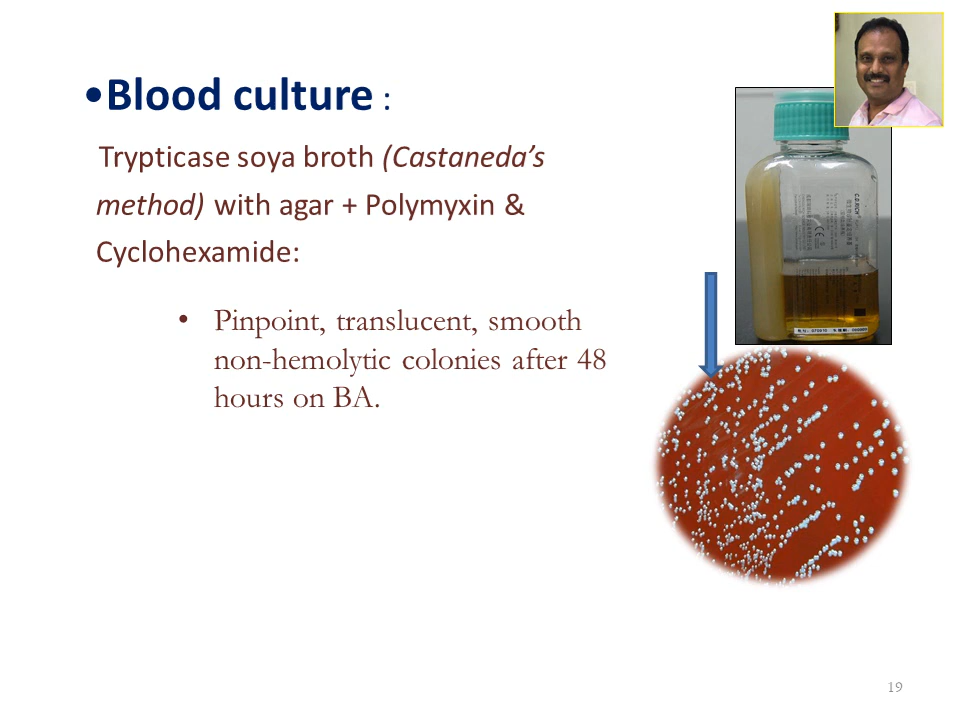 •Blood culture :
Trypticase soya broth (Castaneda’s
method) with agar + Polymyxin &
Cyclohexamide:
• Pinpoint, translucent, smooth
non-hemolytic colonies after 48
hours on BA.
19